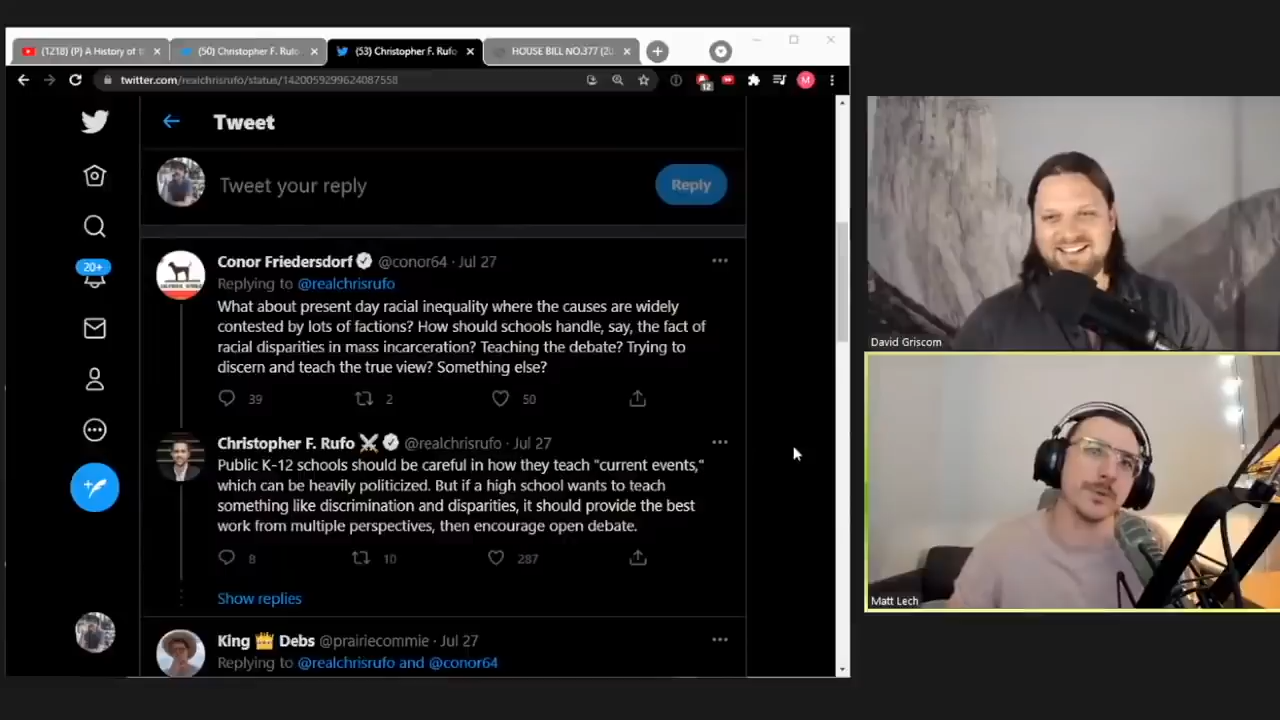 (1218) (P) A History of t
(50) Christopher F. Rufo
(53) Christopher F. Rufo
HOUSE BILL NO.377 (20
twitter.com/realchrisrufo/status/1420059299624087558
12
M
Tweet
Tweet your reply
Reply
20+
Conor Friedersdorf @conor64 · Jul 27
Replying to @realchrisrufo
What about present day racial inequality where the causes are widely
contested by lots of factions? How should schools handle, say, the fact of
racial disparities in mass incarceration? Teaching the debate? Trying to
discern and teach the true view? Something else?
39 2 50
Christopher F. Rufo ⚔️ @realchrisrufo · Jul 27
Public K-12 schools should be careful in how they teach "current events,"
which can be heavily politicized. But if a high school wants to teach
something like discrimination and disparities, it should provide the best
work from multiple perspectives, then encourage open debate.
8 10 287
Show replies
King 👑 Debs @prairiecommie · Jul 27
Replying to @realchrisrufo and @conor64
David Griscom
Matt Lech